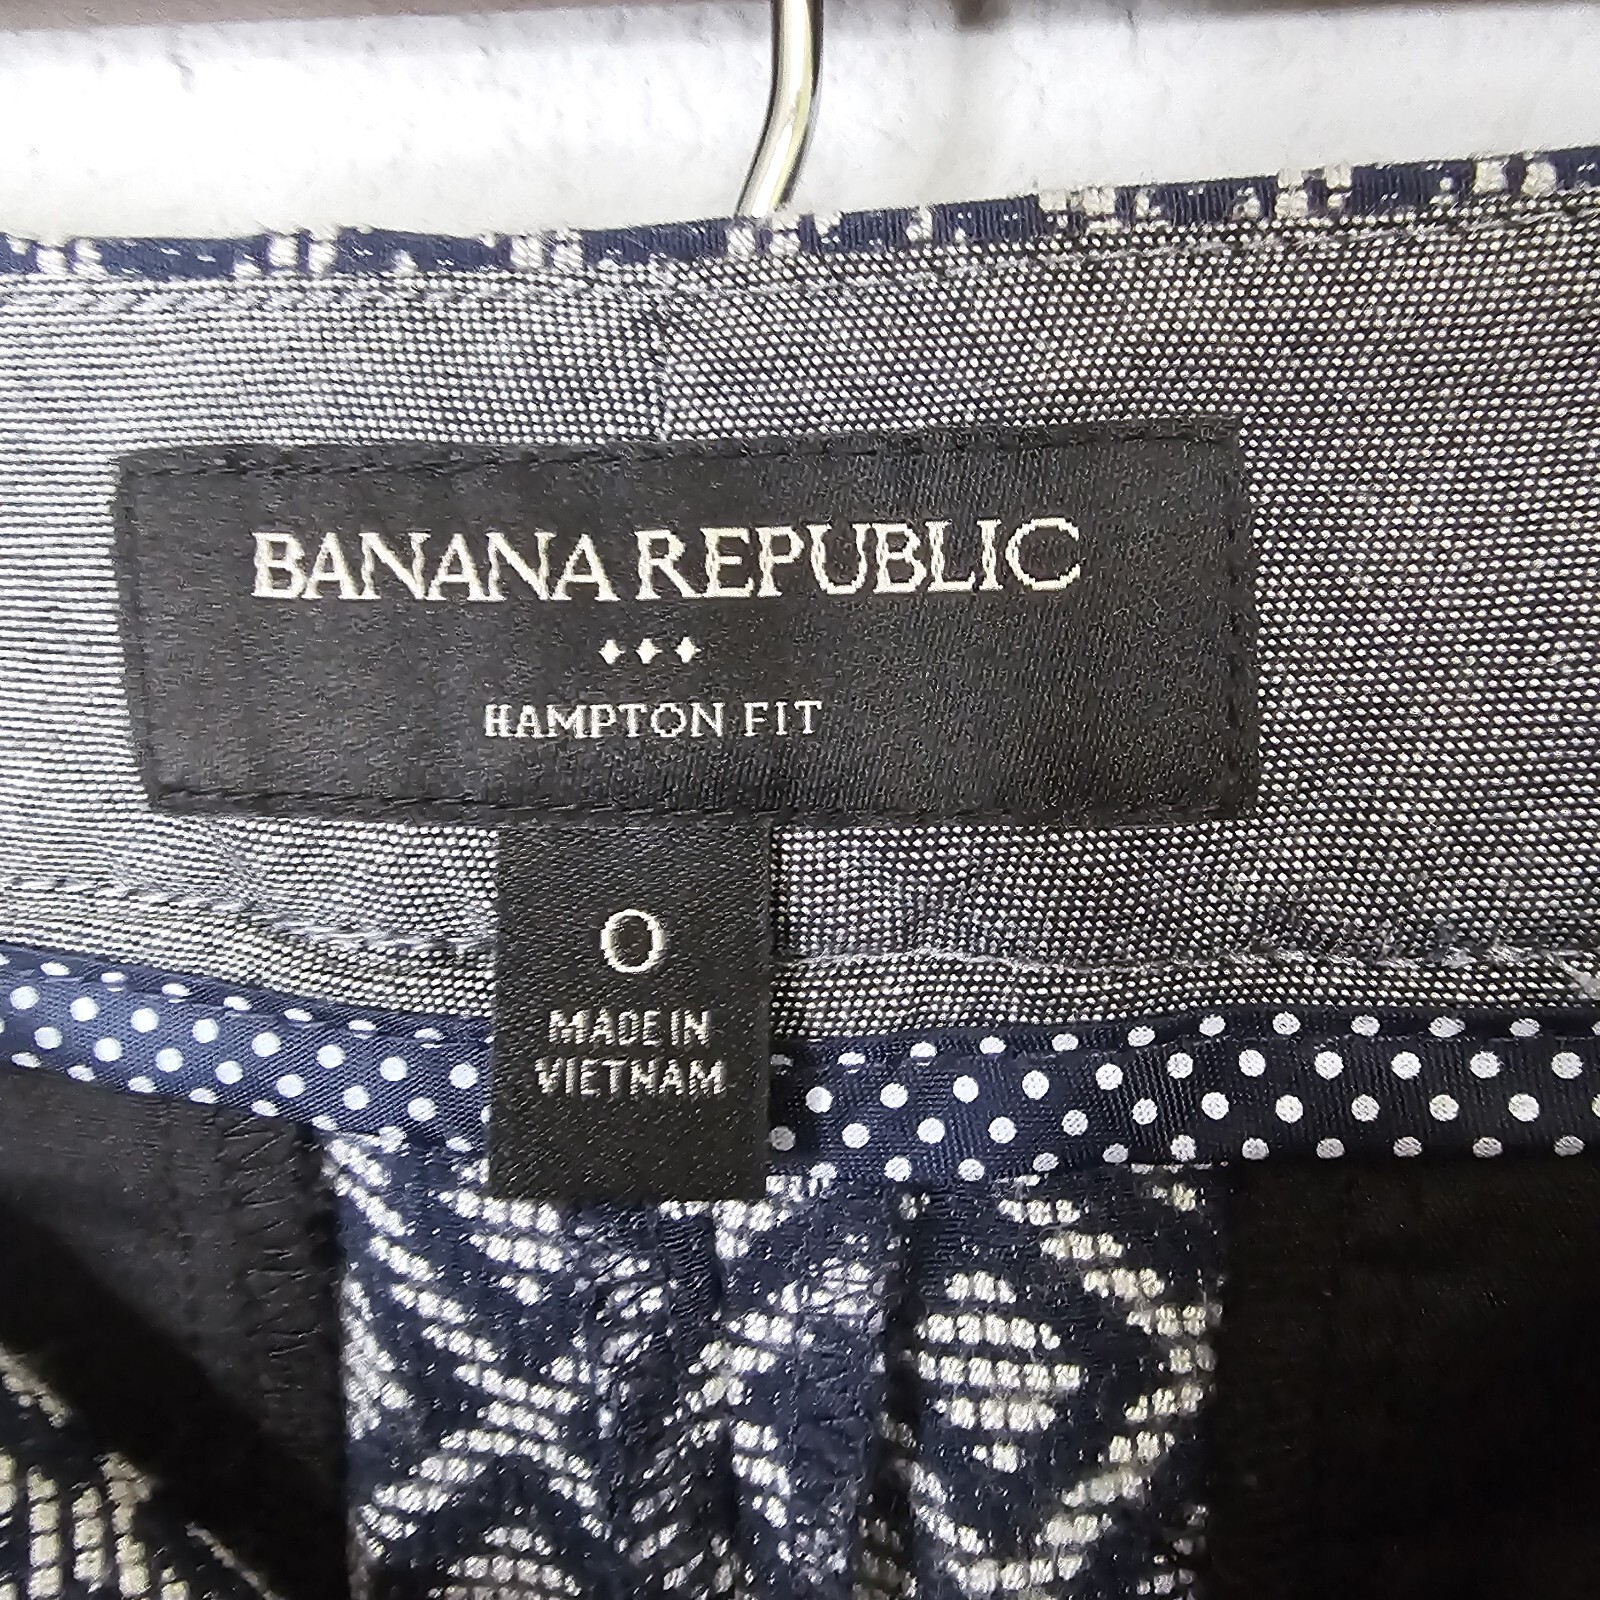 BANANA REPUBLIC
HAMPTON FIT
0
MADE IN
VIETNAM